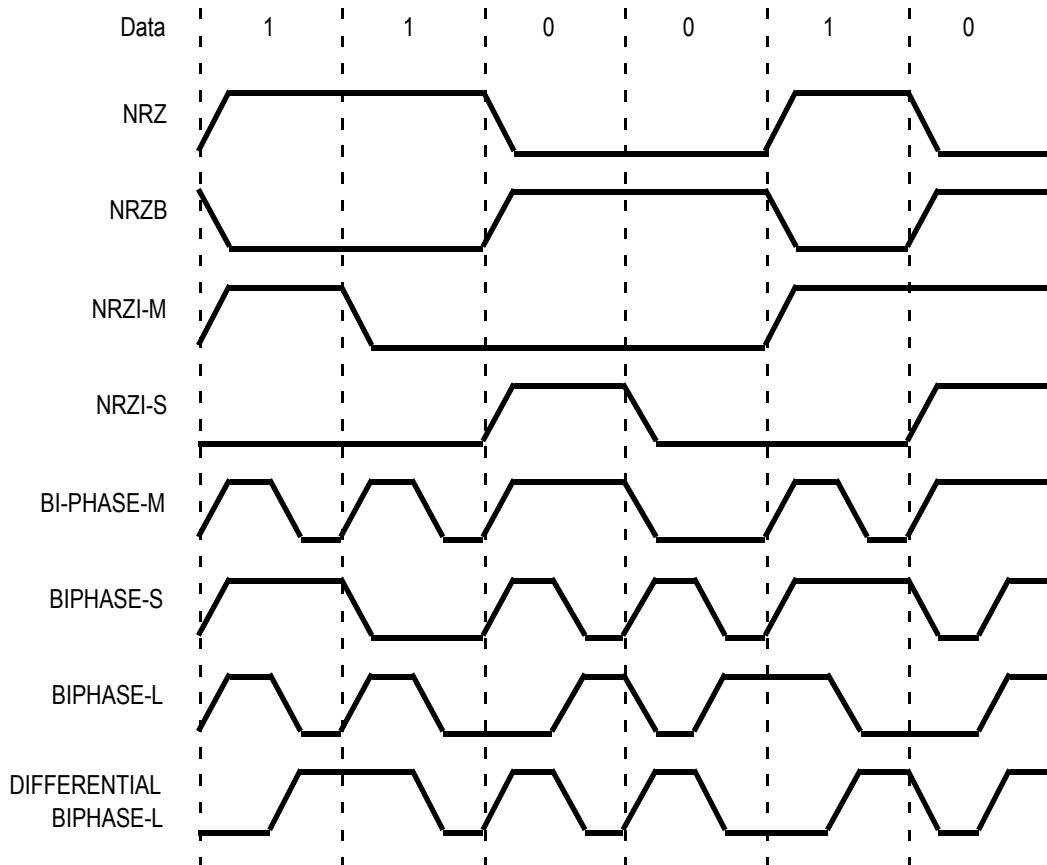 Data 1 1 0 0 1 0
NRZ
NRZB
NRZI-M
NRZI-S
BI-PHASE-M
BIPHASE-S
BIPHASE-L
DIFFERENTIAL
BIPHASE-L